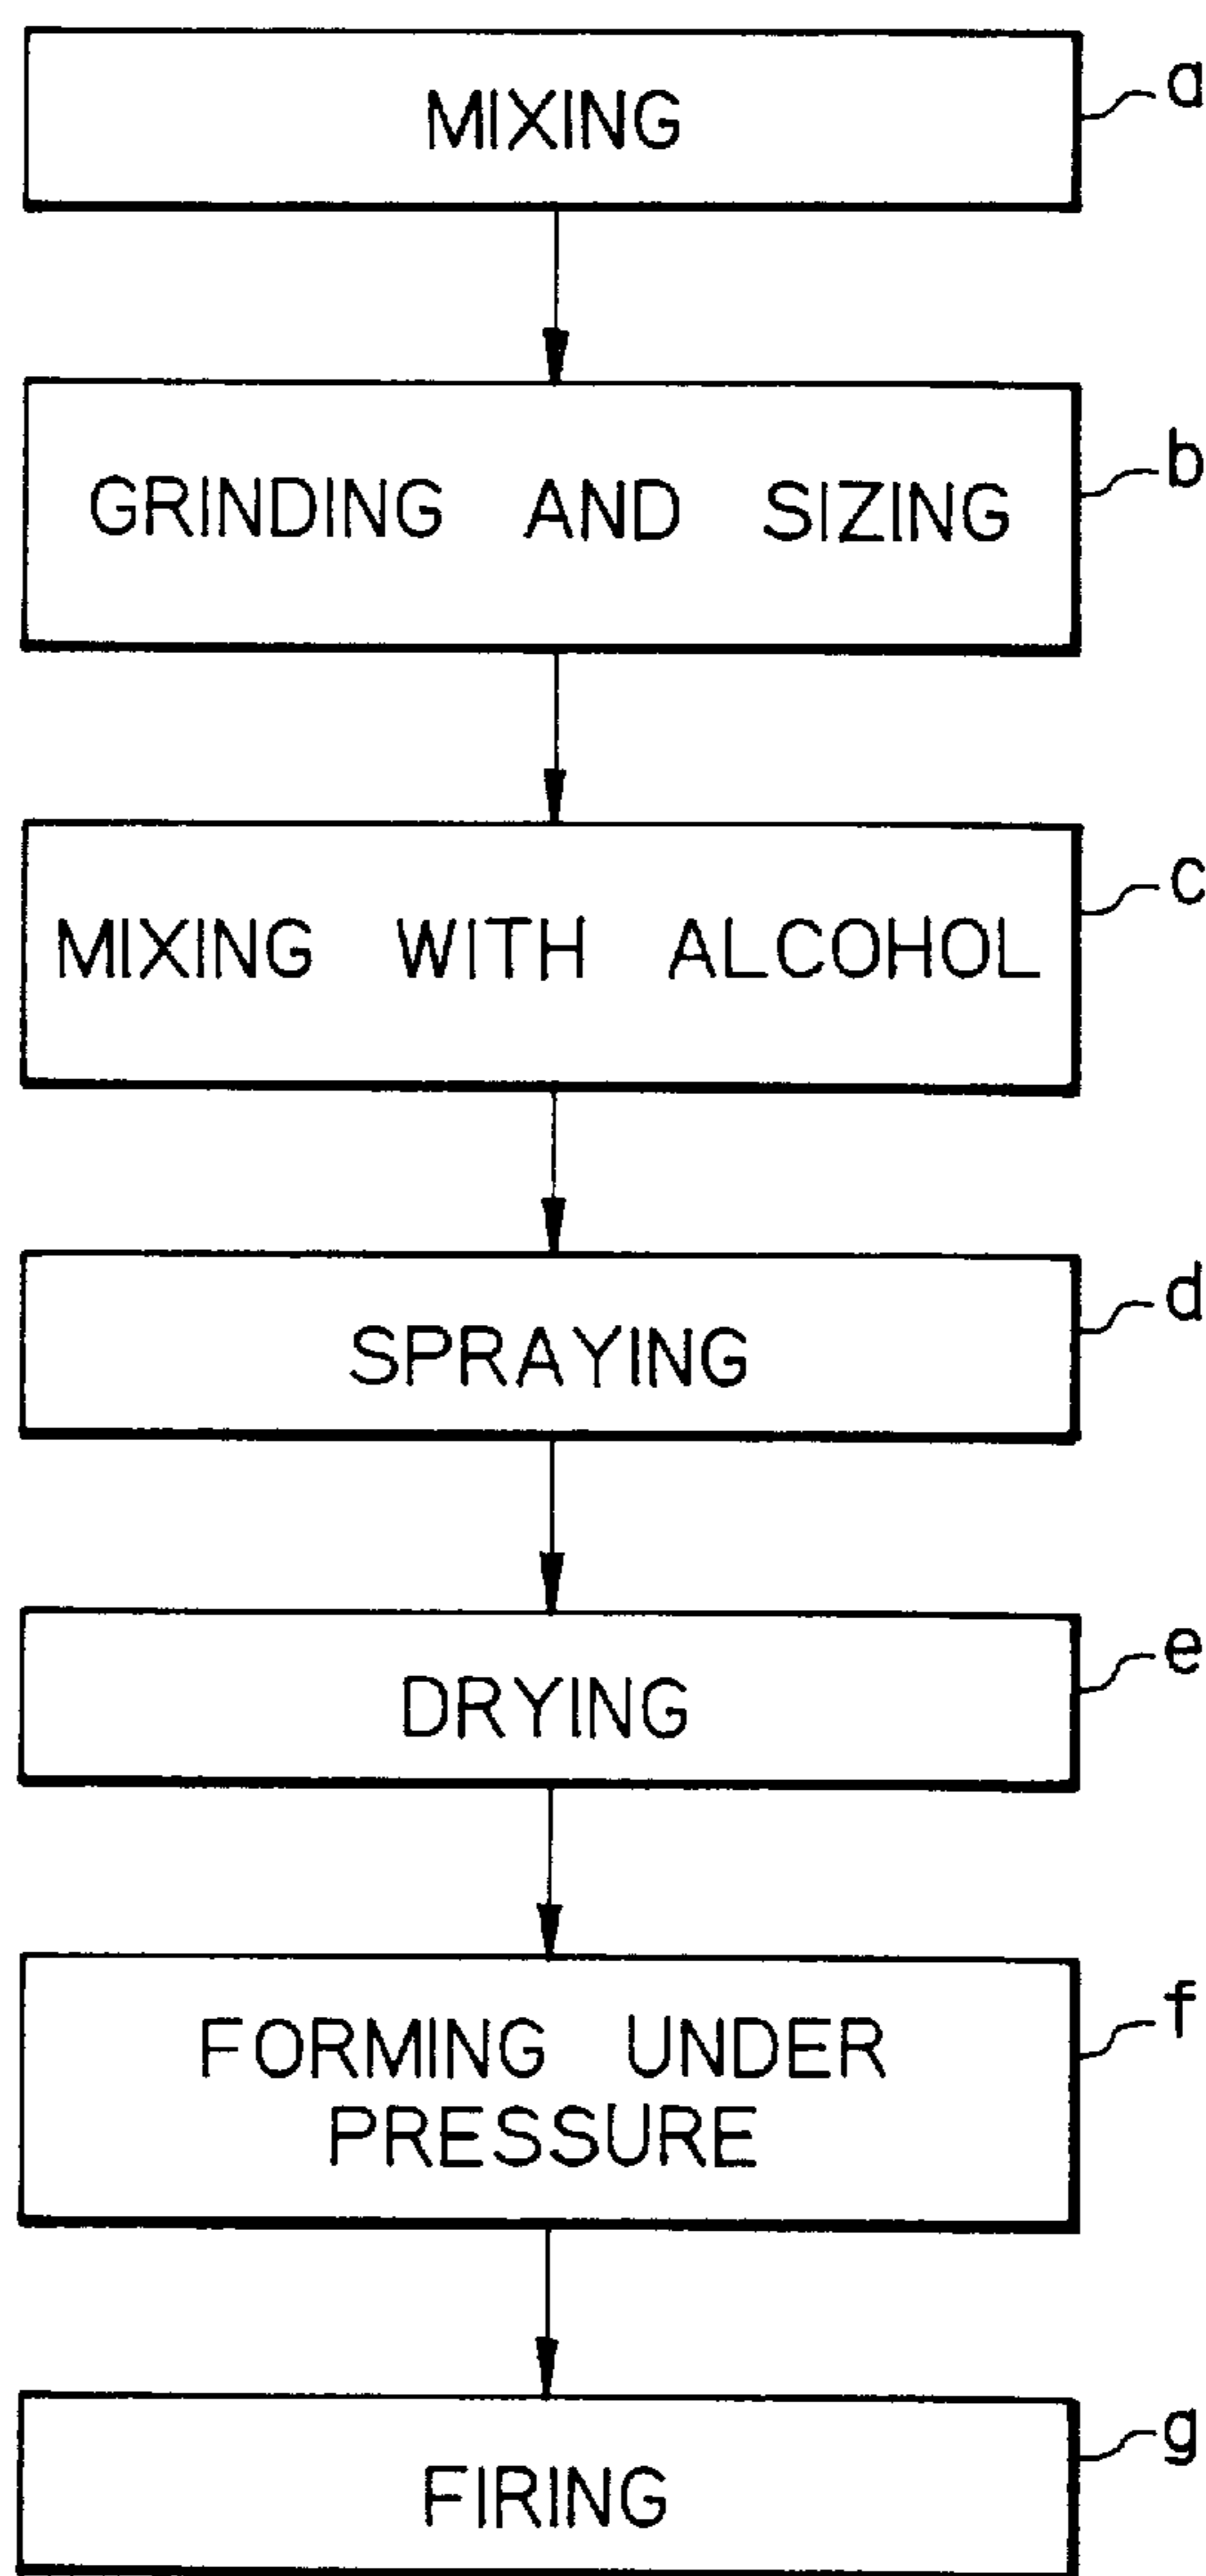 MIXING
a
GRINDING AND SIZING
b
MIXING WITH ALCOHOL
c
SPRAYING
d
DRYING
e
FORMING UNDER
PRESSURE
f
FIRING
g